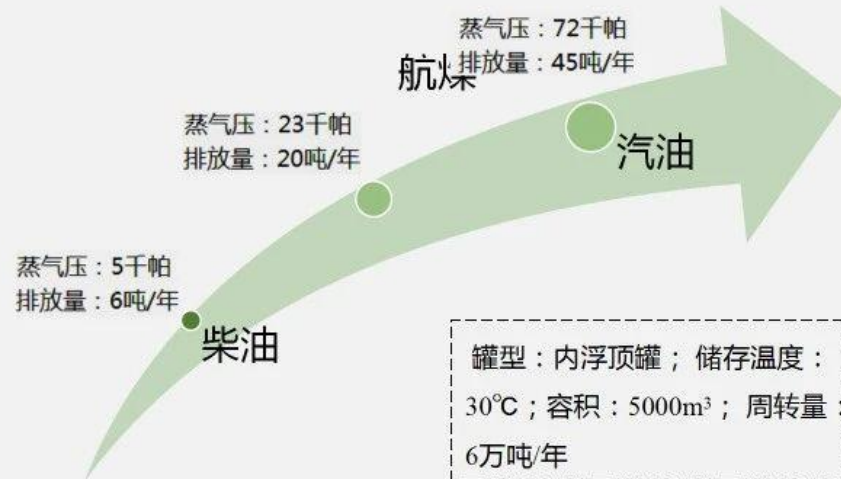 蒸气压：72千帕
排放量：45吨/年
航煤
蒸气压：23千帕
排放量：20吨/年
汽油
蒸气压：5千帕
排放量：6吨/年
柴油
罐型：内浮顶罐； 储存温度：
30℃；容积：5000m³； 周转量：
6万吨/年